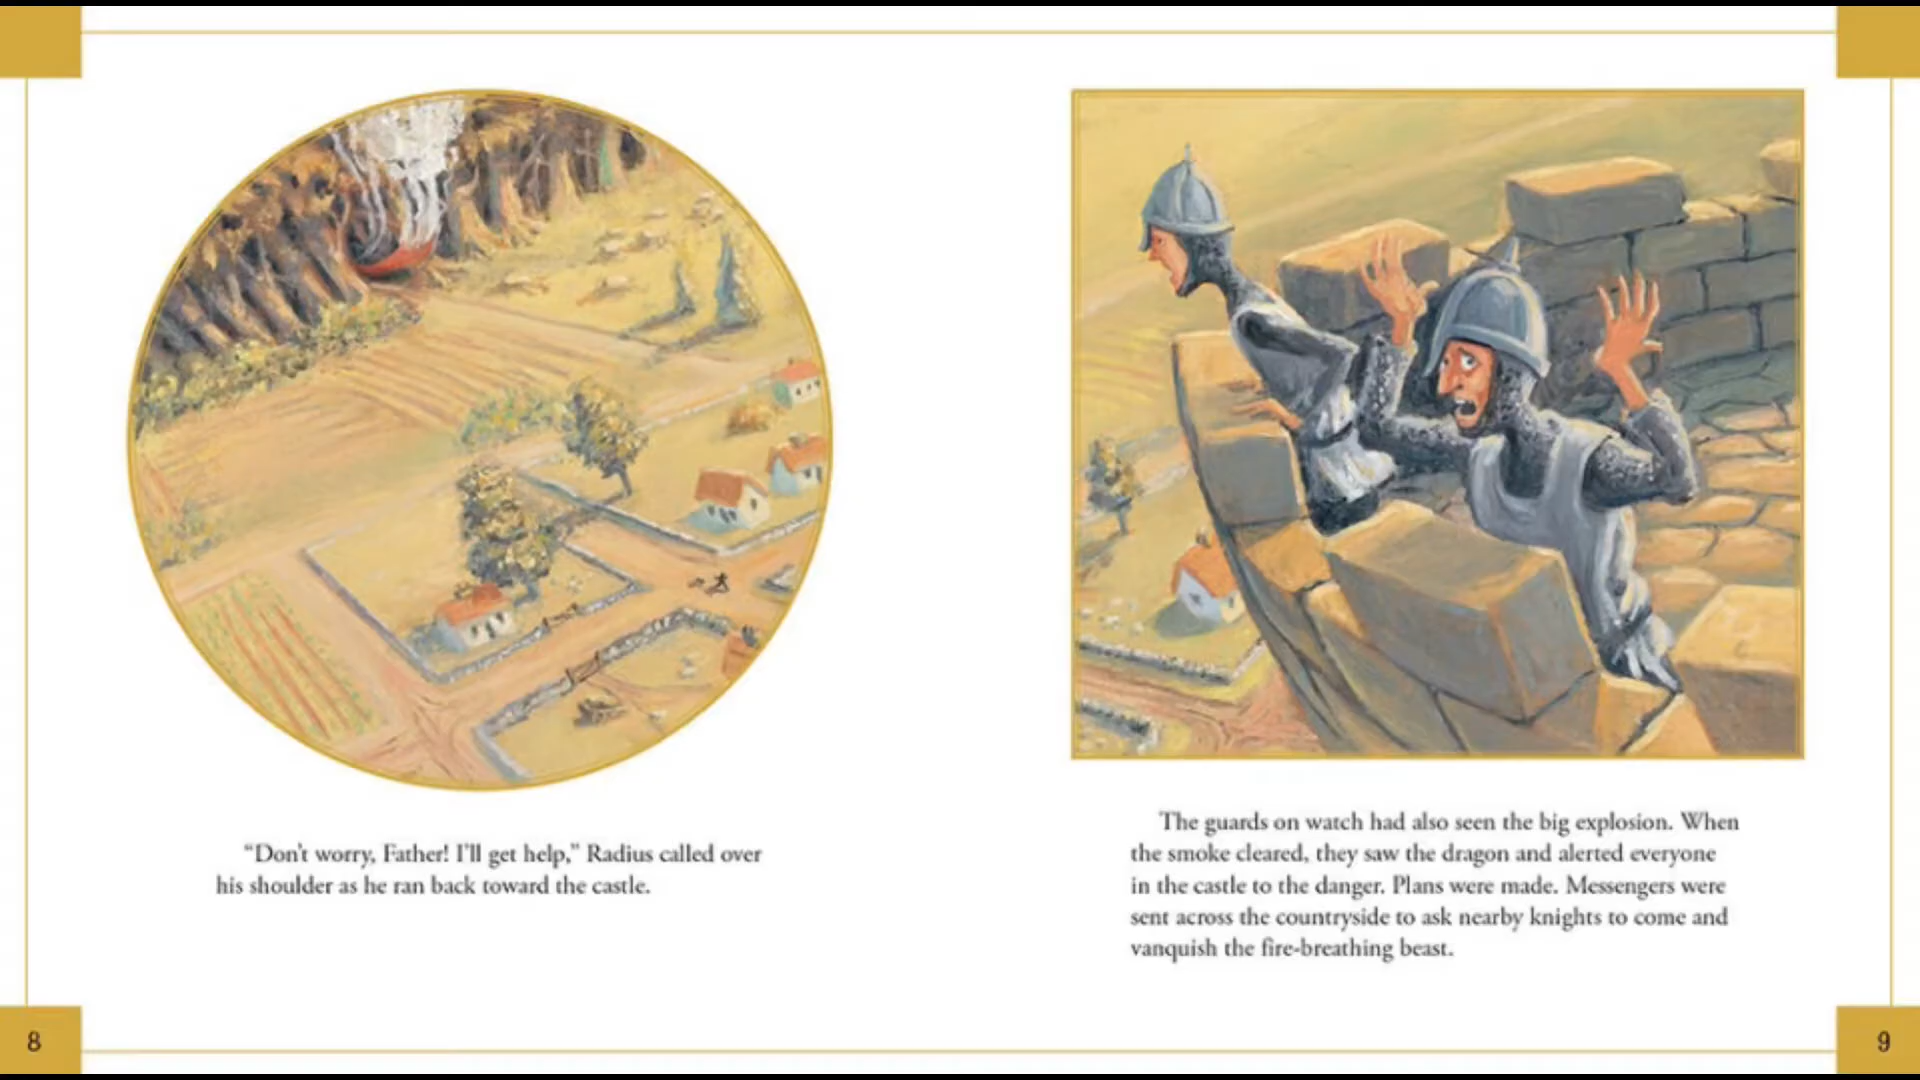 “Don’t worry, Father! I’ll get help,” Radius called over
his shoulder as he ran back toward the castle.
8
The guards on watch had also seen the big explosion. When
the smoke cleared, they saw the dragon and alerted everyone
in the castle to the danger. Plans were made. Messengers were
sent across the countryside to ask nearby knights to come and
vanquish the fire-breathing beast.
9